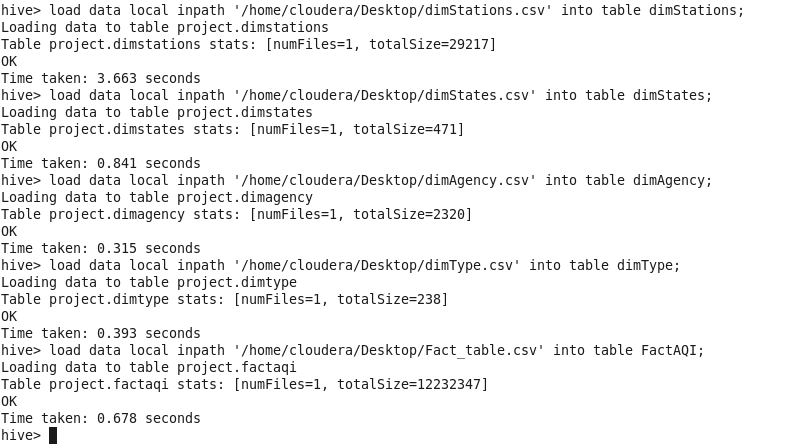 hive> load data local inpath '/home/cloudera/Desktop/dimStations.csv' into table dimStations;
Loading data to table project.dimstations
Table project.dimstations stats: [numFiles=1, totalSize=29217]
OK
Time taken: 3.663 seconds
hive> load data local inpath '/home/cloudera/Desktop/dimStates.csv' into table dimStates;
Loading data to table project.dimstates
Table project.dimstates stats: [numFiles=1, totalSize=471]
OK
Time taken: 0.841 seconds
hive> load data local inpath '/home/cloudera/Desktop/dimAgency.csv' into table dimAgency;
Loading data to table project.dimagency
Table project.dimagency stats: [numFiles=1, totalSize=2320]
OK
Time taken: 0.315 seconds
hive> load data local inpath '/home/cloudera/Desktop/dimType.csv' into table dimType;
Loading data to table project.dimtype
Table project.dimtype stats: [numFiles=1, totalSize=238]
OK
Time taken: 0.393 seconds
hive> load data local inpath '/home/cloudera/Desktop/Fact_table.csv' into table FactAQI;
Loading data to table project.factaqi
Table project.factaqi stats: [numFiles=1, totalSize=12232347]
OK
Time taken: 0.678 seconds
hive>